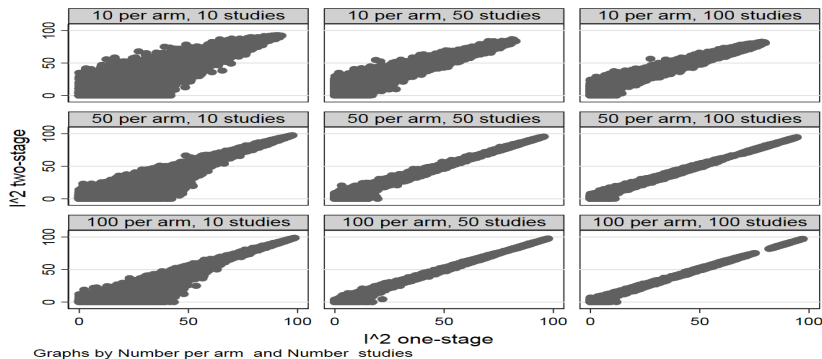 10 per arm, 10 studies
10 per arm, 50 studies
10 per arm, 100 studies
50 per arm, 10 studies
50 per arm, 50 studies
50 per arm, 100 studies
100 per arm, 10 studies
100 per arm, 50 studies
100 per arm, 100 studies
I^2 two-stage
100
50
0
100
50
0
100
50
0
0 50 100 0 50 100 0 50 100
I^2 one-stage
Graphs by Number per arm and Number studies